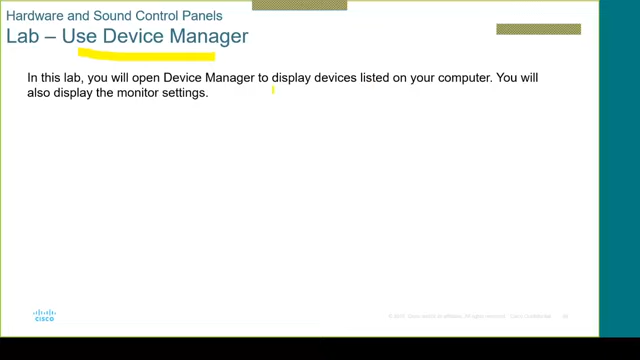 Hardware and Sound Control Panels
Lab – Use Device Manager
In this lab, you will open Device Manager to display devices listed on your computer. You will
also display the monitor settings.
CISCO